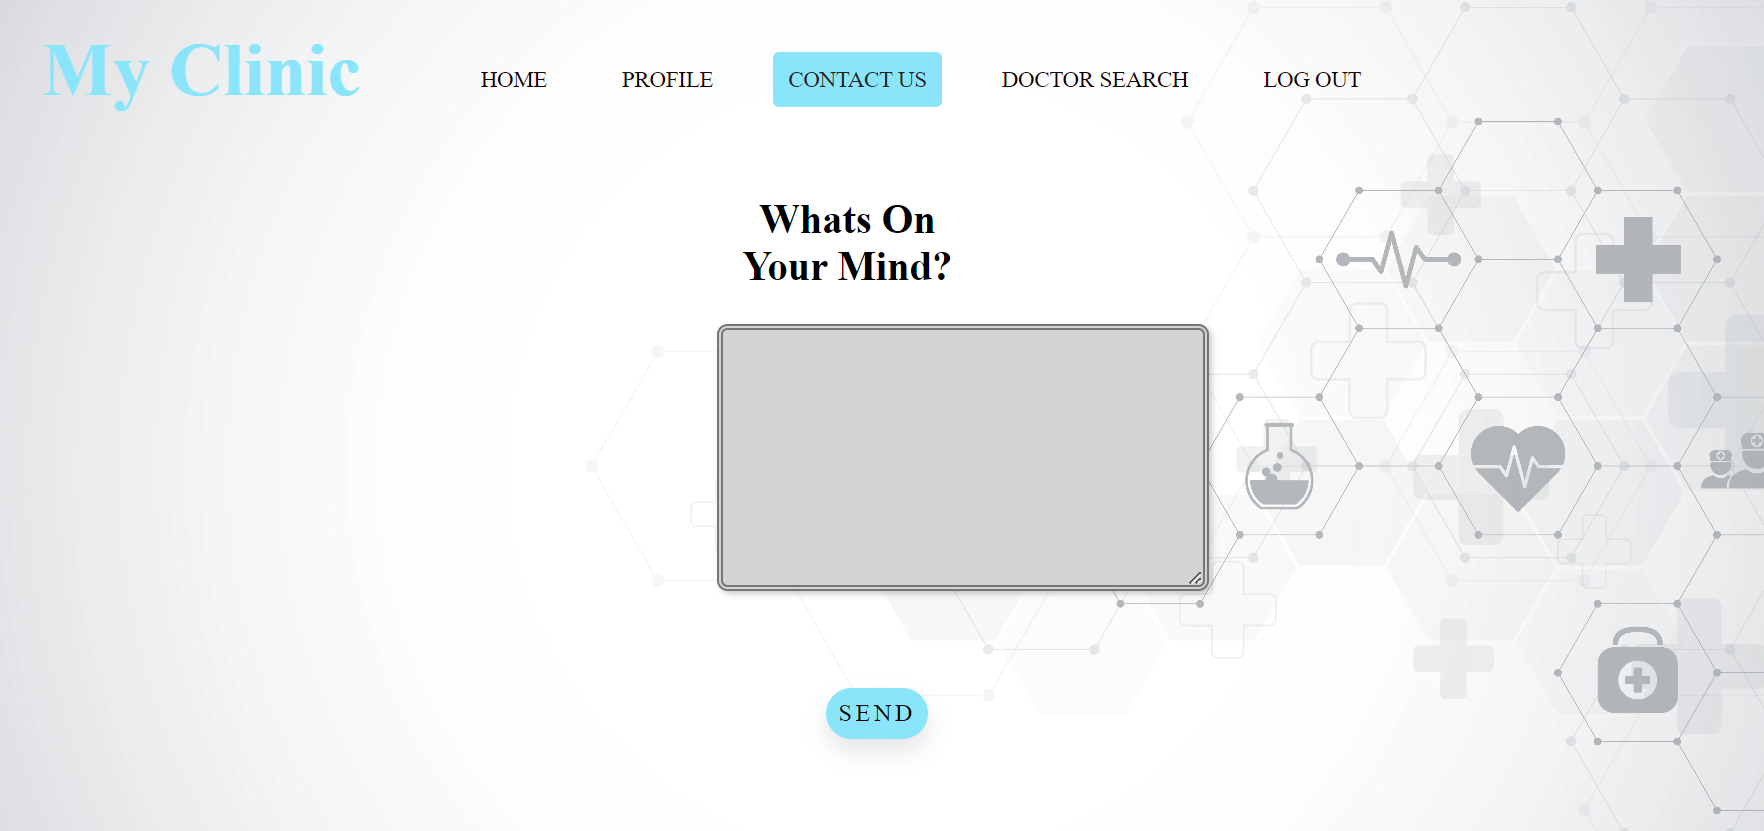 My Clinic
HOME PROFILE CONTACT US DOCTOR SEARCH LOG OUT
Whats On
Your Mind?
SEND